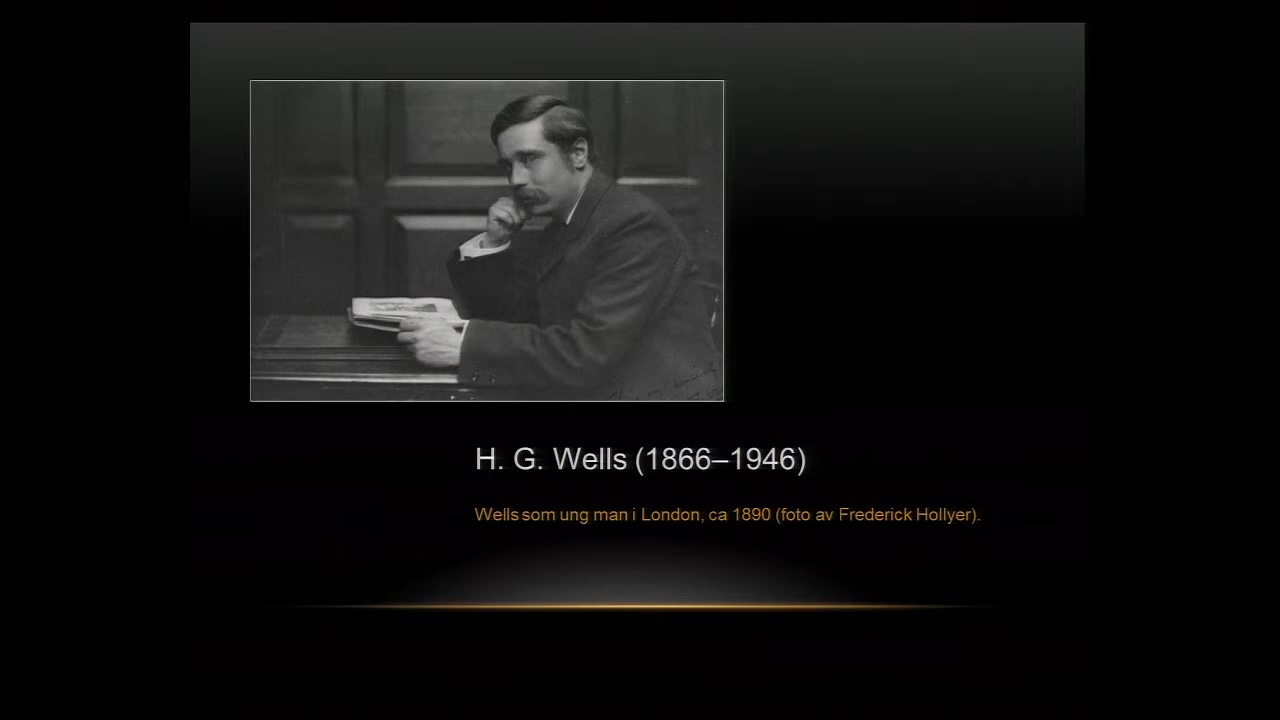 H. G. Wells (1866–1946)
Wells som ung man i London, ca 1890 (foto av Frederick Hollyer).